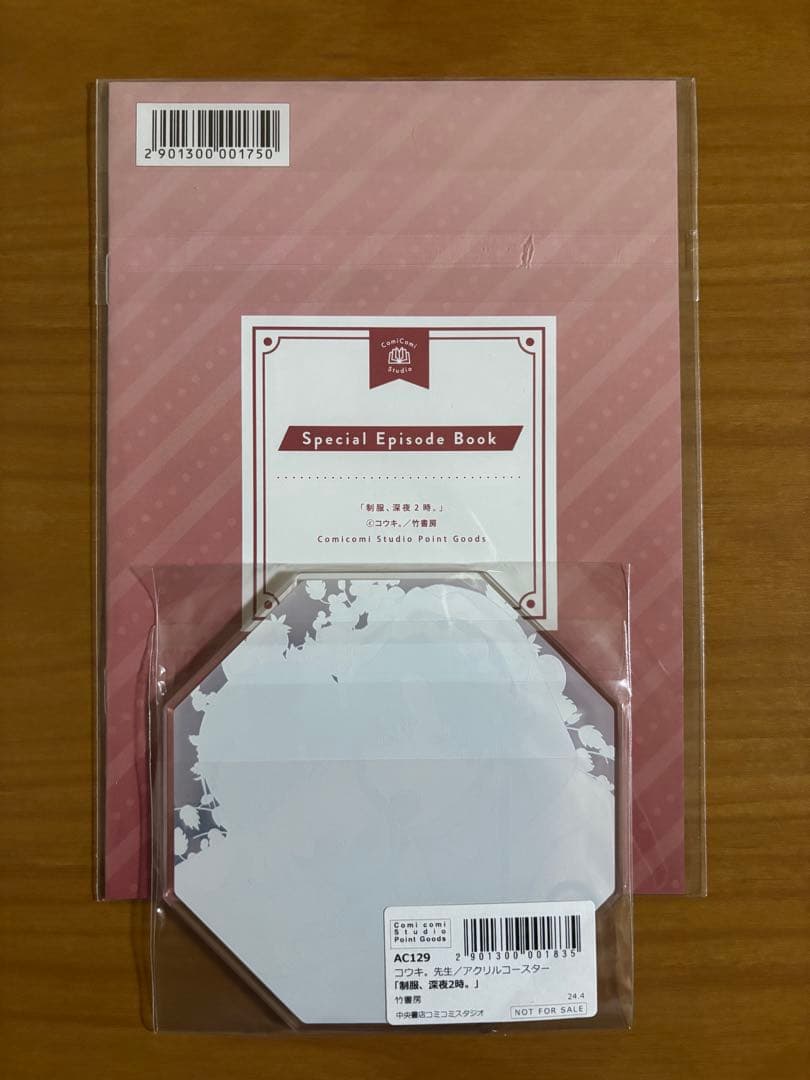 2 901300 001750
ComiComi
Studio
Special Episode Book
「制服、深夜2時。」
©コウキ。／竹書房
Comicomi Studio Point Goods
Comi comi
Studio
Point Goods
2 901300 001835
AC129
コウキ。先生／アクリルコースター
「制服、深夜2時。」
竹書房
24.4
中央書店コミコミスタジオ
NOT FOR SALE